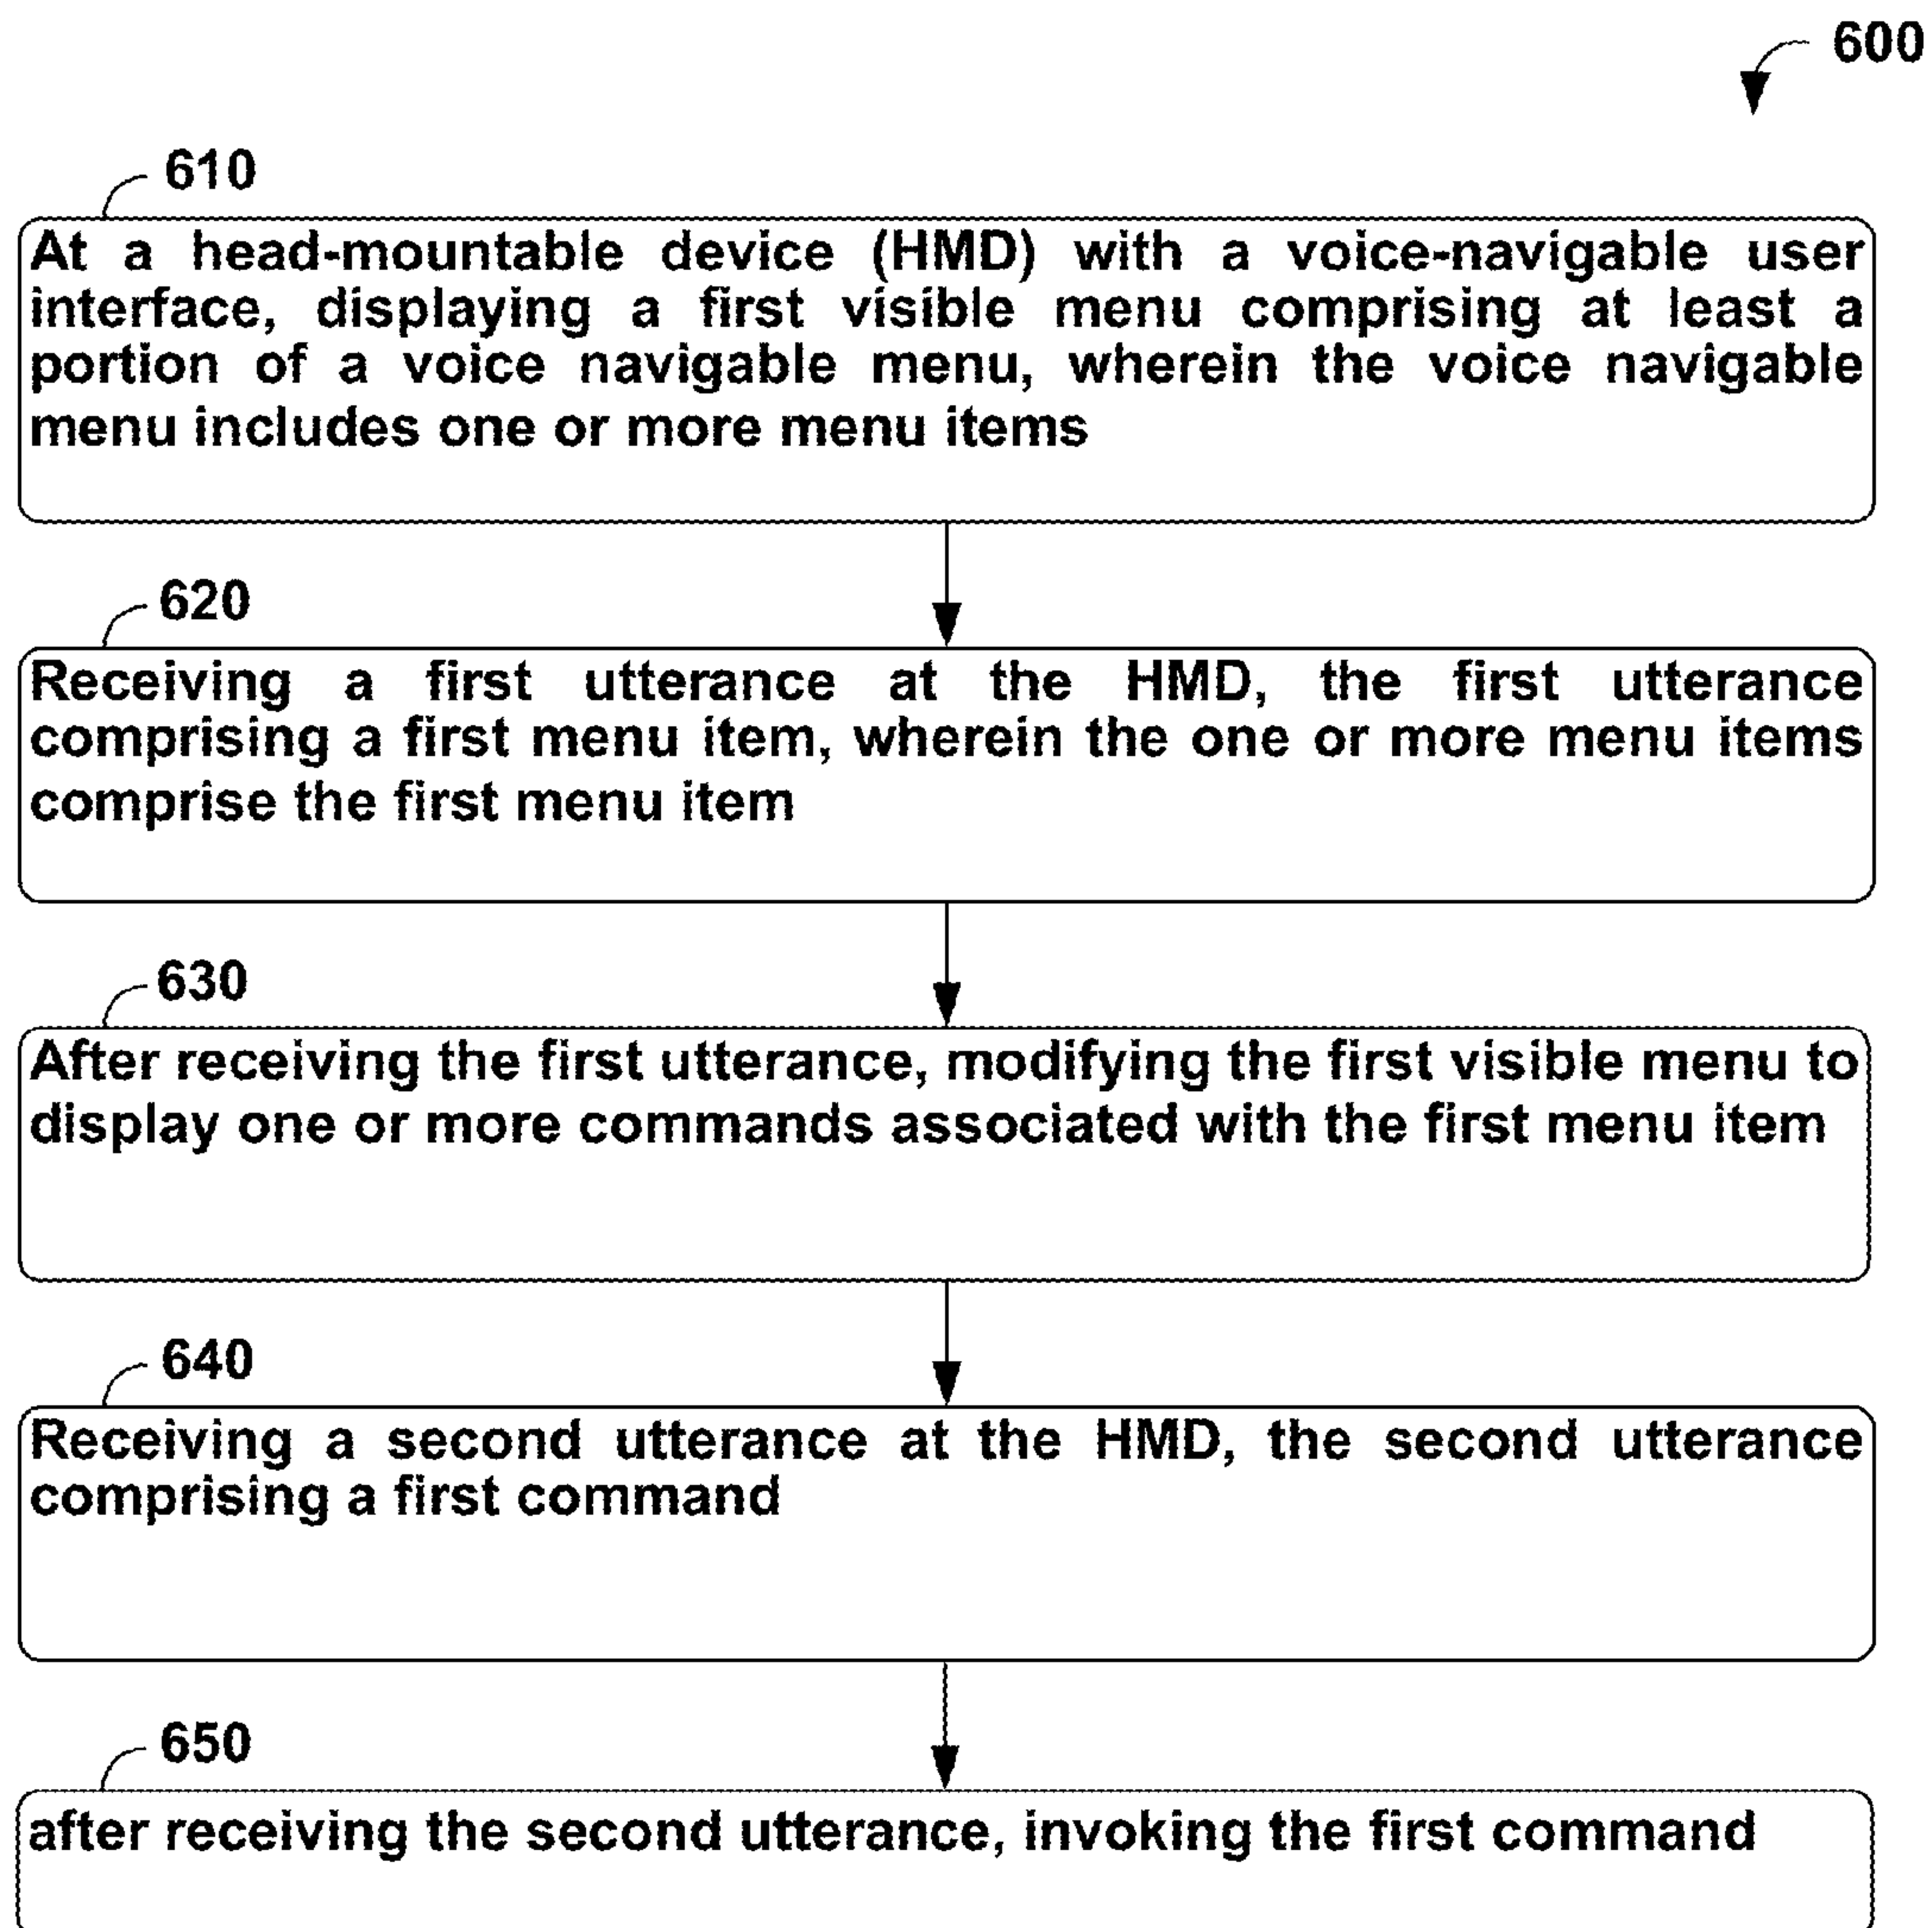 600
610
At a head-mountable device (HMD) with a voice-navigable user
interface, displaying a first visible menu comprising at least a
portion of a voice navigable menu, wherein the voice navigable
menu includes one or more menu items
620
Receiving a first utterance at the HMD, the first utterance
comprising a first menu item, wherein the one or more menu items
comprise the first menu item
630
After receiving the first utterance, modifying the first visible menu to
display one or more commands associated with the first menu item
640
Receiving a second utterance at the HMD, the second utterance
comprising a first command
650
after receiving the second utterance, invoking the first command